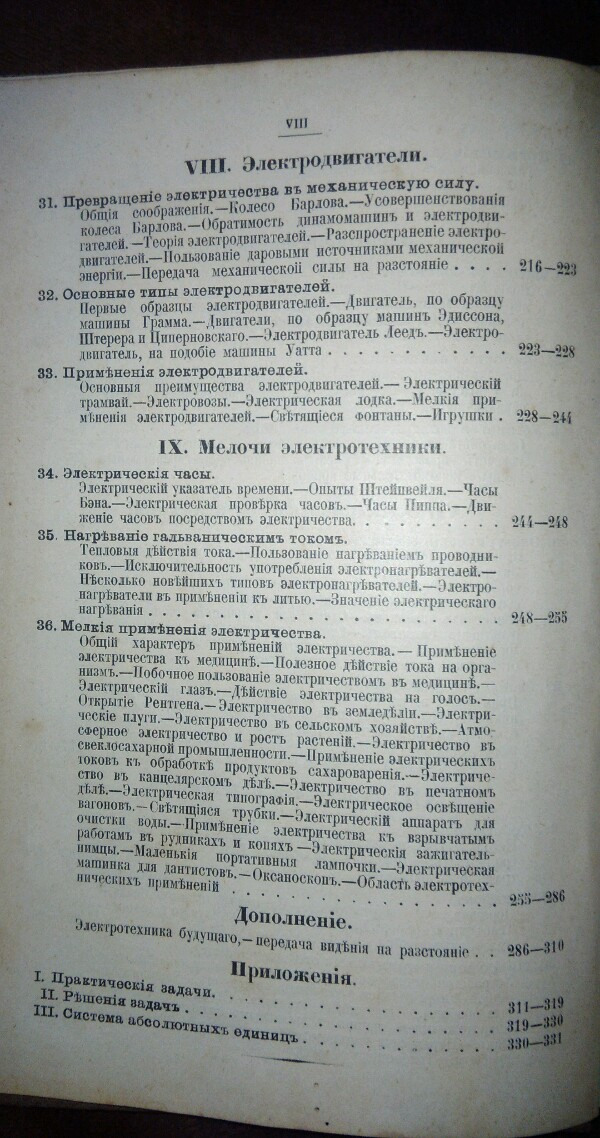 VIII
VIII. Электродвигатели.
31. Превращеніе электричества въ механическую силу.
Общія соображенія.—Колесо Барлова.—Усовершенствованія
колеса Барлова.—Обратимость динамомашинъ и электродви-
гателей.—Теорія электродвигателей.—Распространеніе электро-
двигателей.—Пользованіе даровыми источниками механической
энергіи.—Передача механической силы на разстояніе . . . . 216—223
32. Основные типы электродвигателей.
Первые образцы электродвигателей.—Двигатель, по образцу
машины Грамма.—Двигатели, по образцу машинъ Эдиссона,
Штерера и Циперновскаго.—Электродвигатель Леедъ.—Электро-
двигатель, на подобіе машины Уатта . . . . . . . . . . . . 223—228
33. Примѣненія электродвигателей.
Основныя преимущества электродвигателей.— Электрическій
трамвай.—Электровозы.—Электрическая лодка.—Мелкія при-
мѣненія электродвигателей.—Свѣтящіеся фонтаны.—Игрушки . 228—244
IX. Мелочи электротехники.
34. Электрическія часы.
Электрическій указатель времени.—Опыты Штейнвейля.—Часы
Бэна.—Электрическая провѣрка часовъ.—Часы Гиппа.—Дви-
женіе часовъ посредствомъ электричества. . . . . . . . . . 244—248
35. Нагрѣваніе гальваническимъ токомъ.
Тепловыя дѣйствія тока.—Пользованіе нагрѣваніемъ проводни-
ковъ.—Исключительность употребленія электронагрѣвателей.—
Нѣсколько новѣйшихъ типовъ электронагрѣвателей.—Электро-
нагрѣватели въ примѣненіи къ литью.—Значеніе электрическаго
нагрѣванія . . . . . . . . . . . . . . . . . . . . 248—255
36. Мелкія примѣненія электричества.
Общій характеръ примѣненій электричества.— Примѣненіе
электричества къ медицинѣ.—Полезное дѣйствіе тока на орга-
низмъ.—Побочное пользованіе электричествомъ въ медицинѣ.—
Электрическій глазъ.—Дѣйствіе электричества на голосъ.—
Открытіе Рентгена.—Электричество въ земледѣліи.—Электри-
ческіе плуги.—Электричество въ сельскомъ хозяйствѣ.—Атмо-
сферное электричество и ростъ растеній.—Электричество въ
свеклосахарной промышленности.—Примѣненіе электрическихъ
токовъ къ обработкѣ продуктовъ сахароваренія.—Электриче-
ство въ канцелярскомъ дѣлѣ.—Электричество въ печатномъ
дѣлѣ.—Электрическая типографія.—Электрическое освѣщеніе
вагоновъ.—Свѣтящіяся трубки.—Электрическій аппаратъ для
очистки воды.—Примѣненіе электричества къ взрывчатымъ
работамъ въ рудникахъ и копяхъ—Электрическія зажигатель-
ницы.—Маленькія портативныя лампочки.—Электрическая
машинка для дантистовъ.—Оксаноскопъ.—Область электротех-
ническихъ примѣненій . . . . . . . . . . . . . . . . . 255—286
Дополненіе.
Электротехника будущаго,—передача видѣнія на разстояніе . . 286—310
Приложенія.
I. Практическія задачи. . . . . . . . . . . . . . . . . 311—319
II. Рѣшенія задачъ . . . . . . . . . . . . . . . . . . 319—330
III. Система абсолютныхъ единицъ . . . . . . . . . . . . 330—331